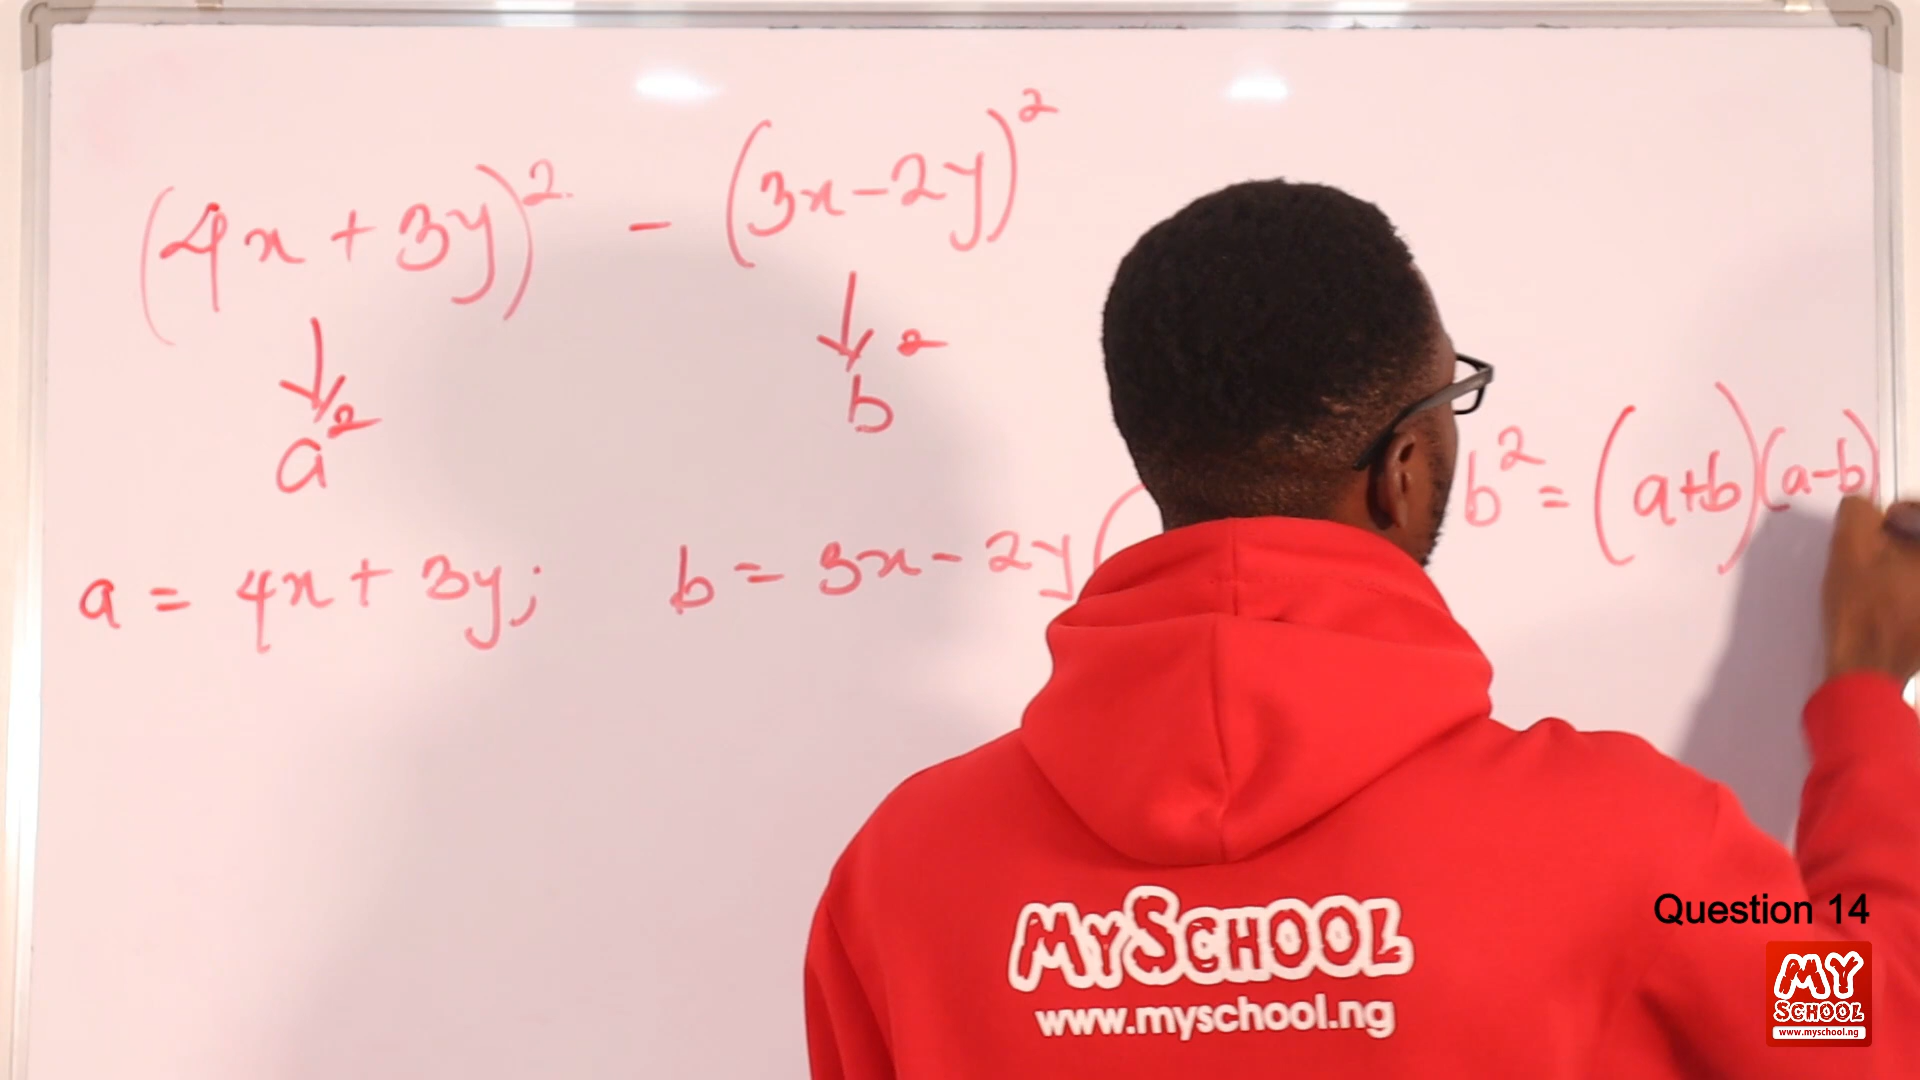 (4x + 3y)² - (3x - 2y)²
a² b²
b² = (a+b)(a-b)
a = 4x + 3y; b = 3x - 2y (
MYSCHOOL
www.myschool.ng
Question 14
MY
SCHOOL
www.myschool.ng